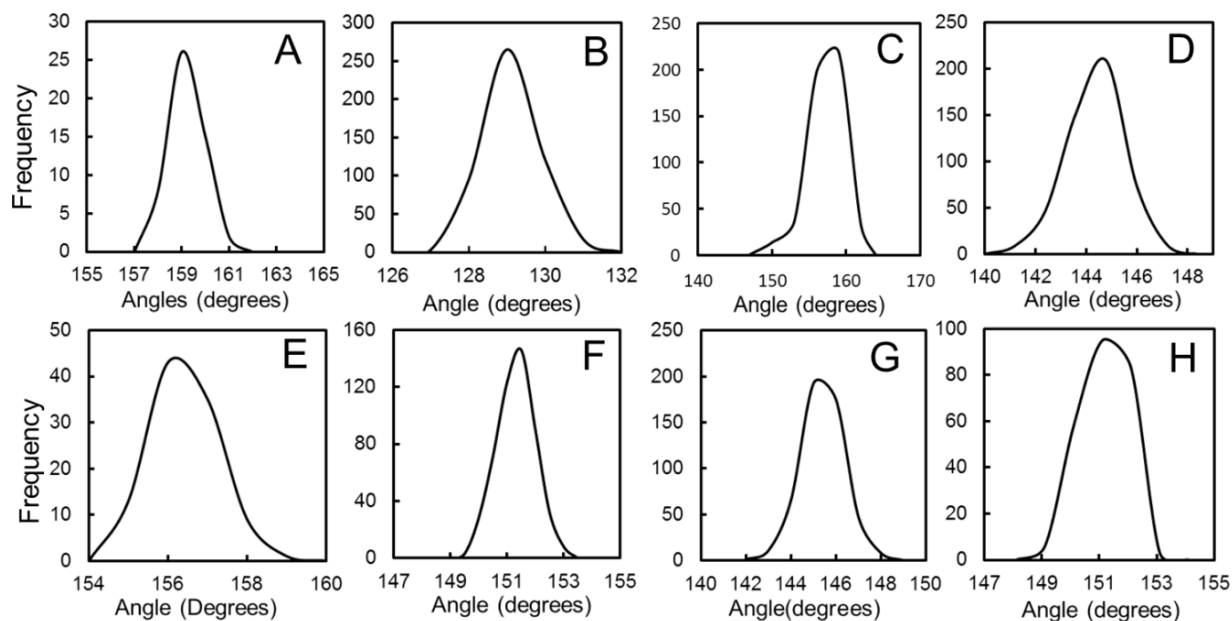 30
25
20
15
10
5
0
Frequency
A
155 157 159 161 163 165
Angles (degrees)
300
250
200
150
100
50
0
B
126 128 130 132
Angle (degrees)
250
200
150
100
50
0
C
140 150 160 170
Angle (degrees)
250
200
150
100
50
0
D
140 142 144 146 148
Angle (degrees)
50
40
30
20
10
0
Frequency
E
154 156 158 160
Angle (Degrees)
160
120
80
40
0
F
147 149 151 153 155
Angle (degrees)
250
200
150
100
50
0
G
140 142 144 146 148 150
Angle(degrees)
100
80
60
40
20
0
H
147 149 151 153 155
Angle (degrees)